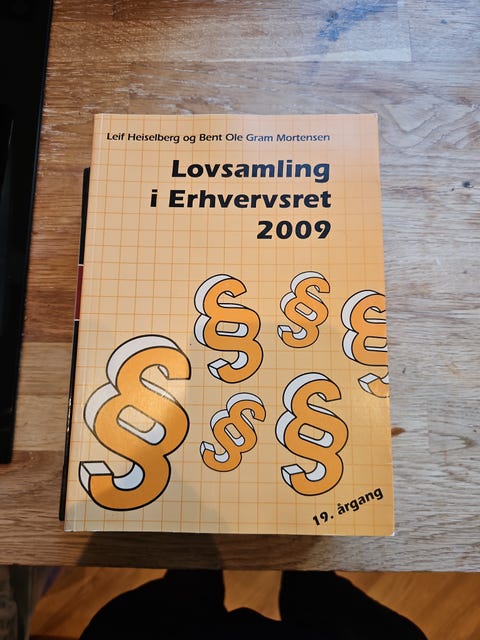 Leif Heiselberg og Bent Ole Gram Mortensen
Lovsamling
i Erhvervsret
2009
§ § § §
§ § §
19. årgang